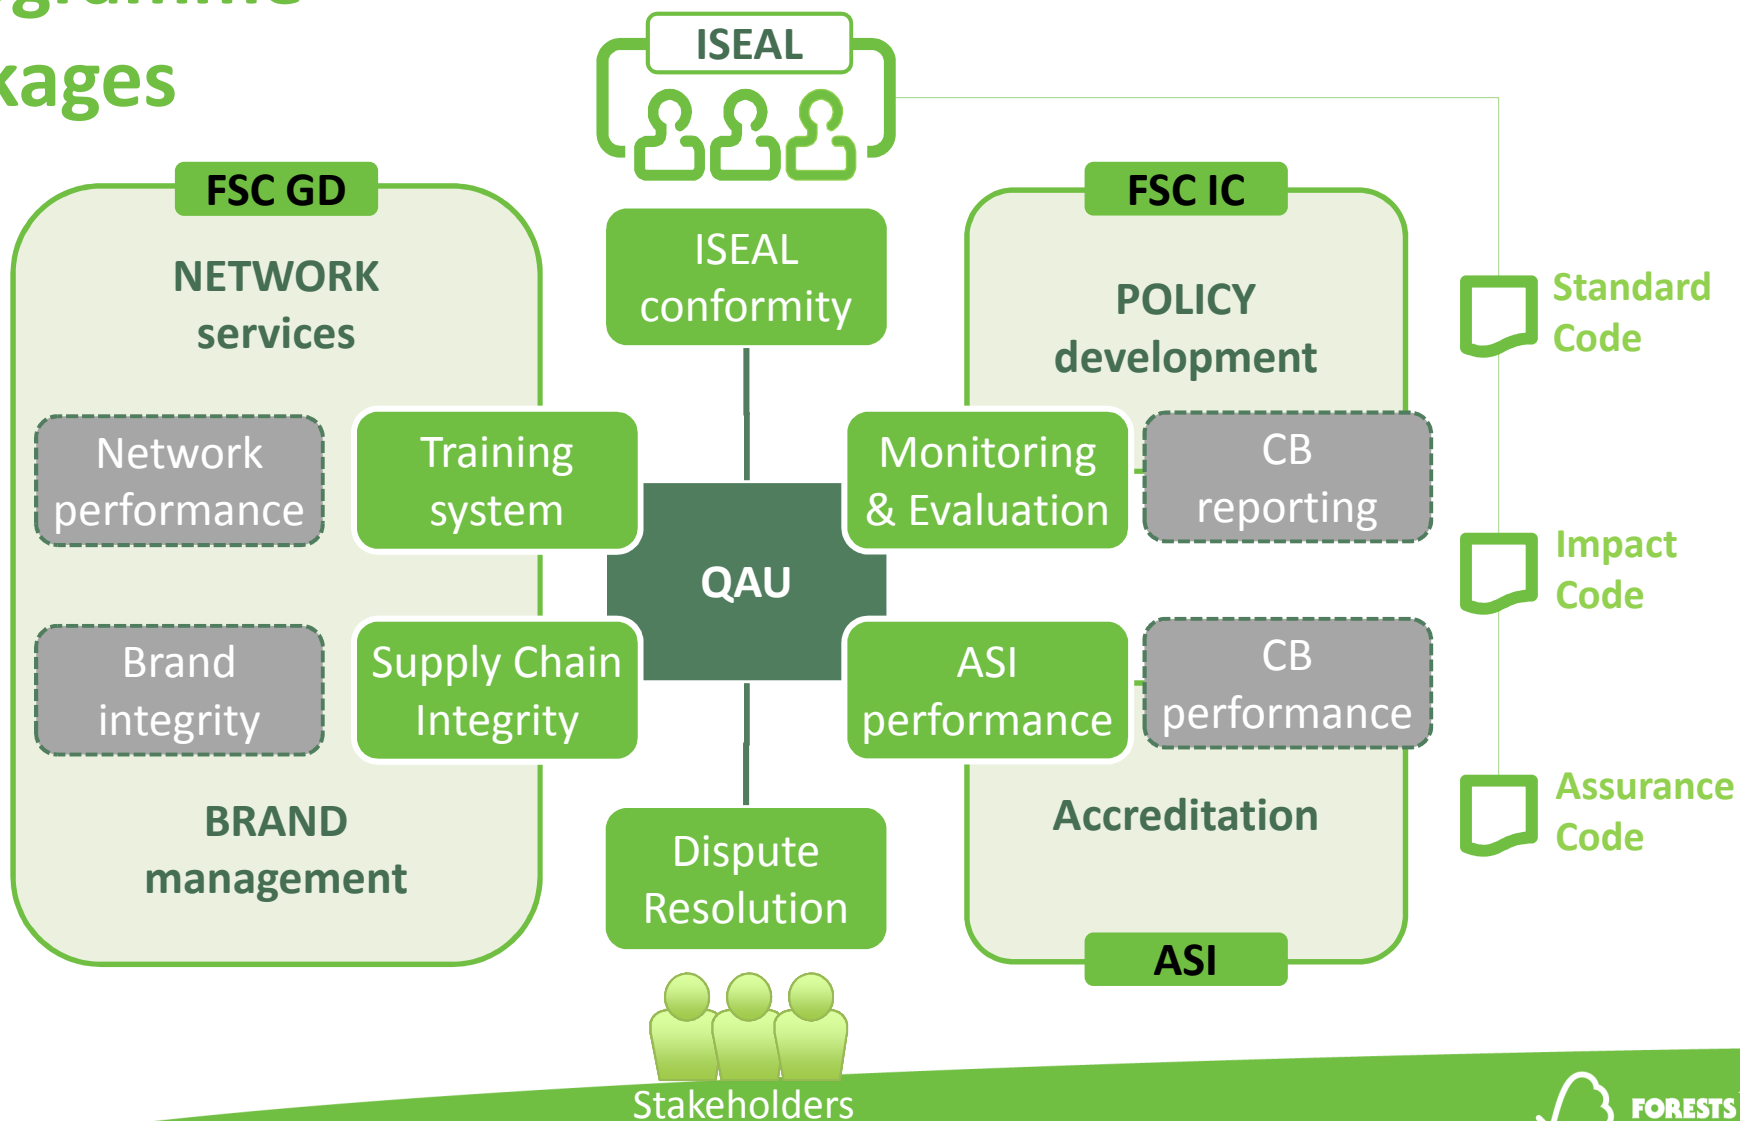 ogramme
kages
ISEAL
FSC GD
NETWORK
services
Network
performance
Training
system
Brand
integrity
Supply Chain
Integrity
BRAND
management
ISEAL
conformity
QAU
Dispute
Resolution
Stakeholders
FSC IC
POLICY
development
Monitoring
& Evaluation
CB
reporting
ASI
performance
CB
performance
Accreditation
ASI
Standard
Code
Impact
Code
Assurance
Code
FORESTS